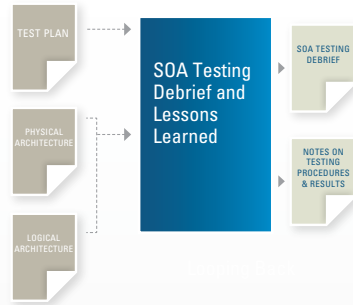 TEST PLAN
SOA Testing
Debrief and
Lessons
Learned
SOA TESTING
DEBRIEF
PHYSICAL
ARCHITECTURE
NOTES ON
TESTING
PROCEDURES
& RESULTS
LOGICAL
ARCHITECTURE